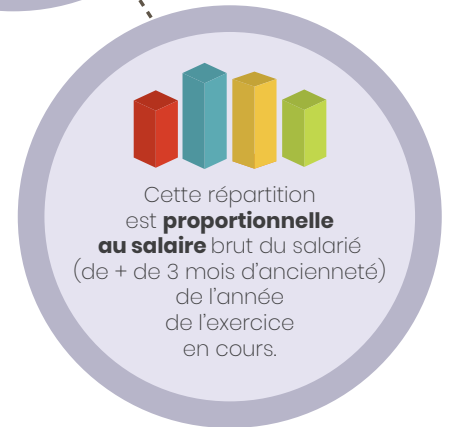 Cette répartition
est proportionnelle
au salaire brut du salarié
(de + de 3 mois d'ancienneté)
de l'année
de l'exercice
en cours.